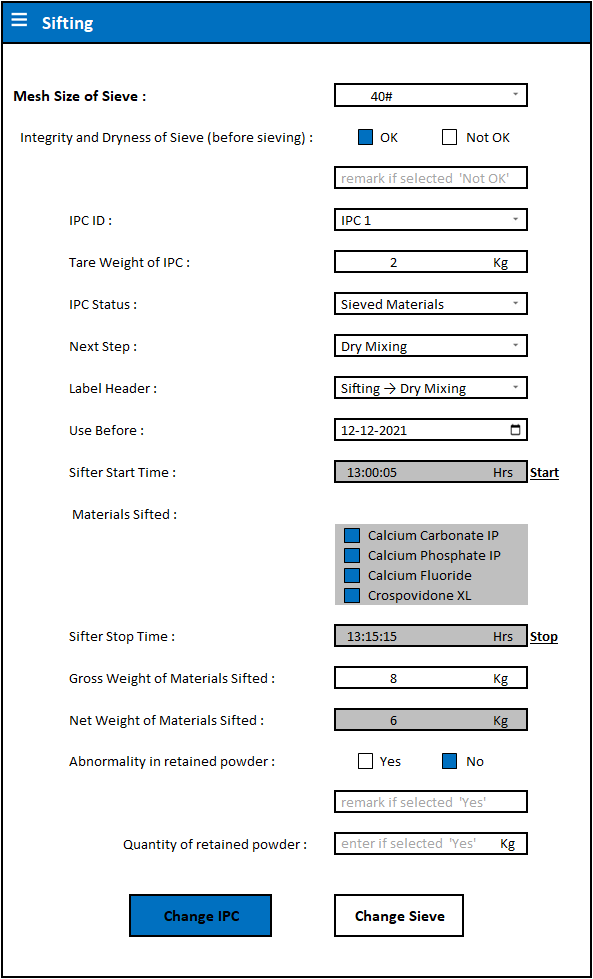 Sifting
Mesh Size of Sieve : 40#
Integrity and Dryness of Sieve (before sieving) : OK Not OK
remark if selected 'Not OK'
IPC ID : IPC 1
Tare Weight of IPC : 2 Kg
IPC Status : Sieved Materials
Next Step : Dry Mixing
Label Header : Sifting → Dry Mixing
Use Before : 12-12-2021
Sifter Start Time : 13:00:05 Hrs Start
Materials Sifted :
Calcium Carbonate IP
Calcium Phosphate IP
Calcium Fluoride
Crospovidone XL
Sifter Stop Time : 13:15:15 Hrs Stop
Gross Weight of Materials Sifted : 8 Kg
Net Weight of Materials Sifted : 6 Kg
Abnormality in retained powder : Yes No
remark if selected 'Yes'
Quantity of retained powder : enter if selected 'Yes' Kg
Change IPC Change Sieve